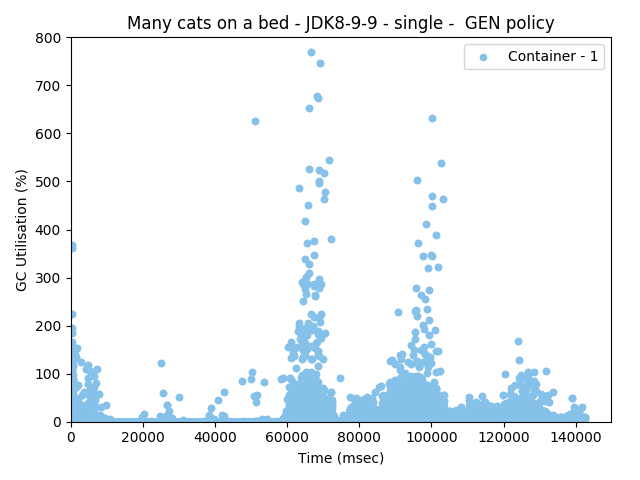 Many cats on a bed - JDK8-9-9 - single -  GEN policy
Container - 1
GC Utilisation (%)
800
700
600
500
400
300
200
100
0
0 20000 40000 60000 80000 100000 120000 140000
Time (msec)